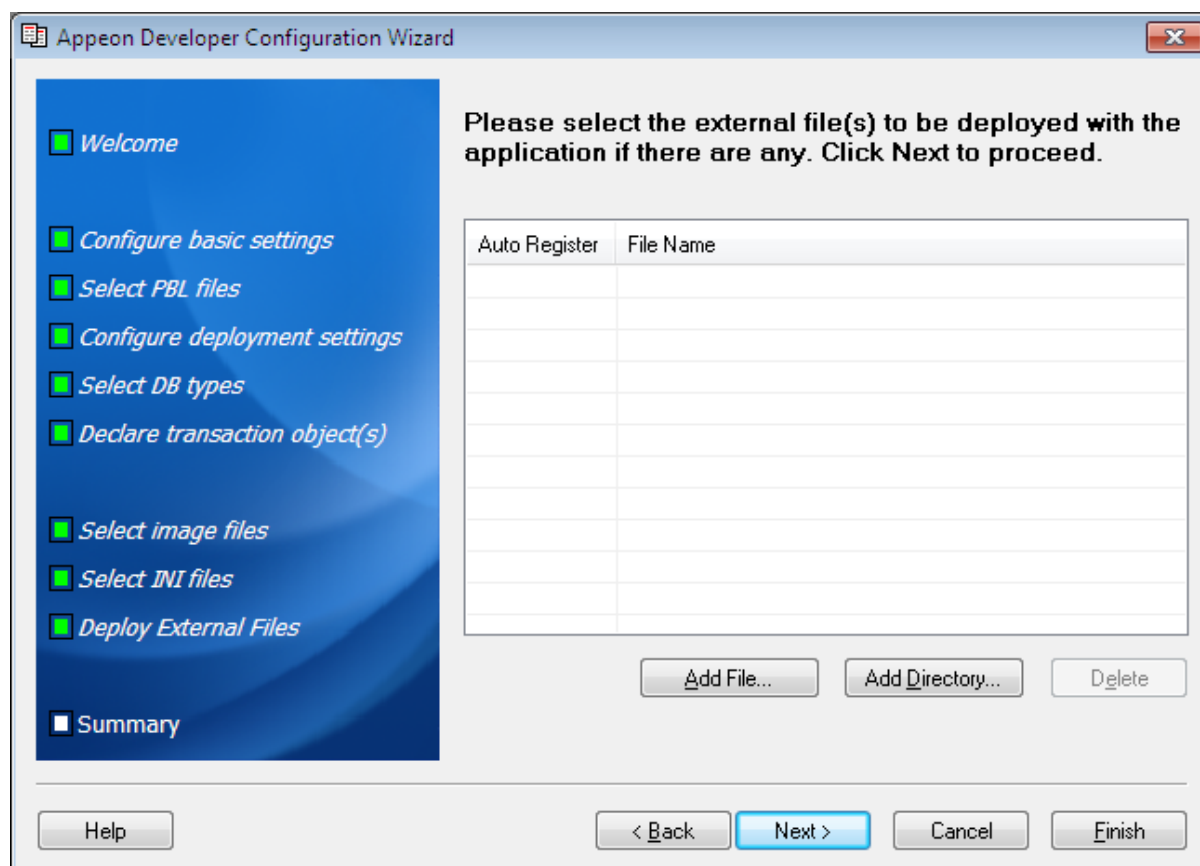 Appeon Developer Configuration Wizard
Welcome
Configure basic settings
Select PBL files
Configure deployment settings
Select DB types
Declare transaction object(s)
Select image files
Select INI files
Deploy External Files
Summary
Please select the external file(s) to be deployed with the
application if there are any. Click Next to proceed.
Auto Register File Name
Add File... Add Directory... Delete
Help < Back Next > Cancel Finish